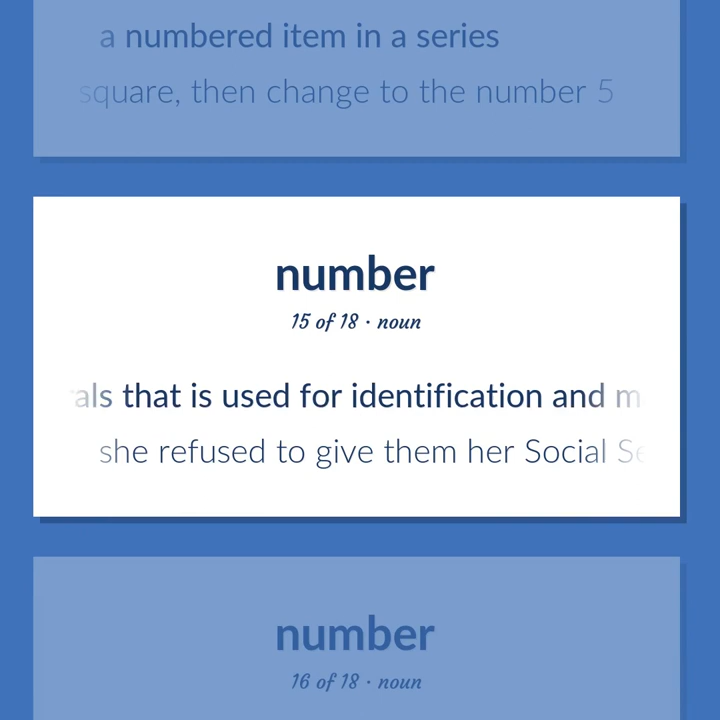 a numbered item in a series
square, then change to the number 5
number
15 of 18 · noun
that is used for identification and
she refused to give them her Social
number
16 of 18 · noun